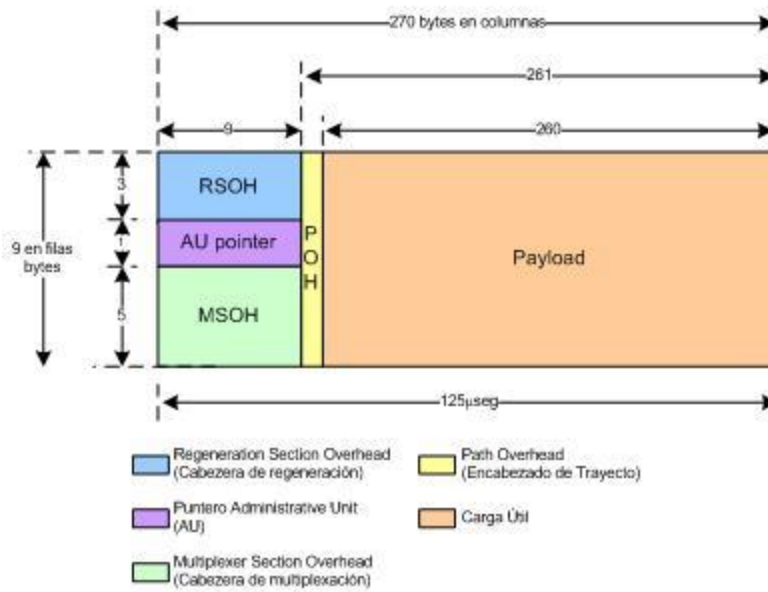 270 bytes en columnas
261
9
260
9 en filas
bytes
3
RSOH
AU pointer
5
MSOH
POH
Payload
125μseg
Regeneration Section Overhead
(Cabezera de regeneración)
Path Overhead
(Encabezado de Trayecto)
Puntero Administrative Unit
(AU)
Carga Útil
Multiplexer Section Overhead
(Cabezera de multiplexación)